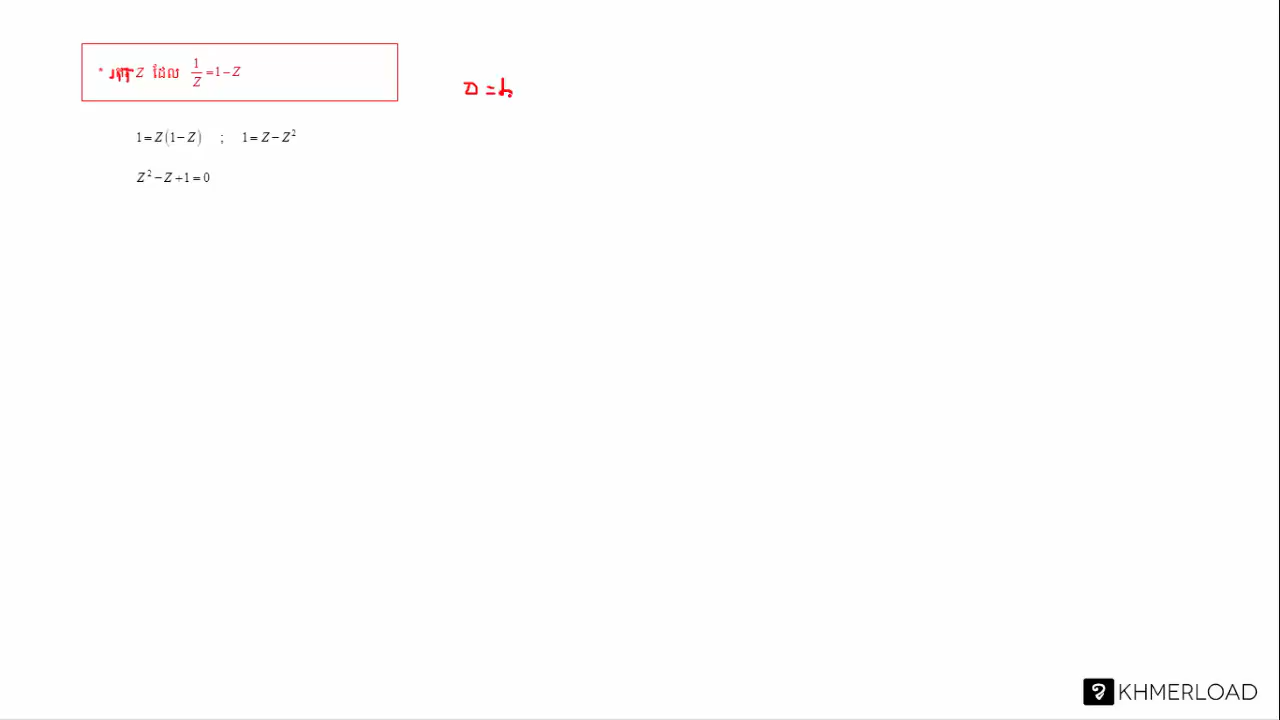 * រក Z ដែល 1/Z = 1 − Z
1 = Z(1 − Z) ; 1 = Z − Z²
Z² − Z + 1 = 0
KHMERLOAD